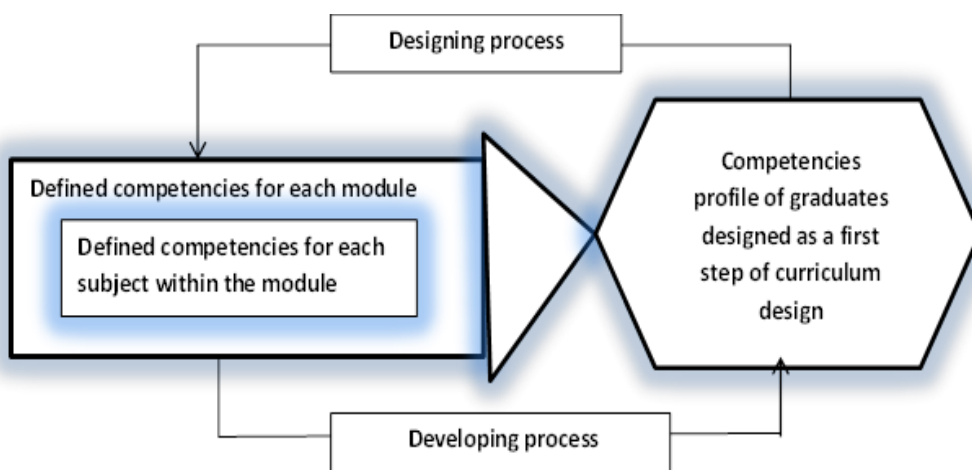 Designing process
Defined competencies for each module
Defined competencies for each
subject within the module
Competencies
profile of graduates
designed as a first
step of curriculum
design
Developing process